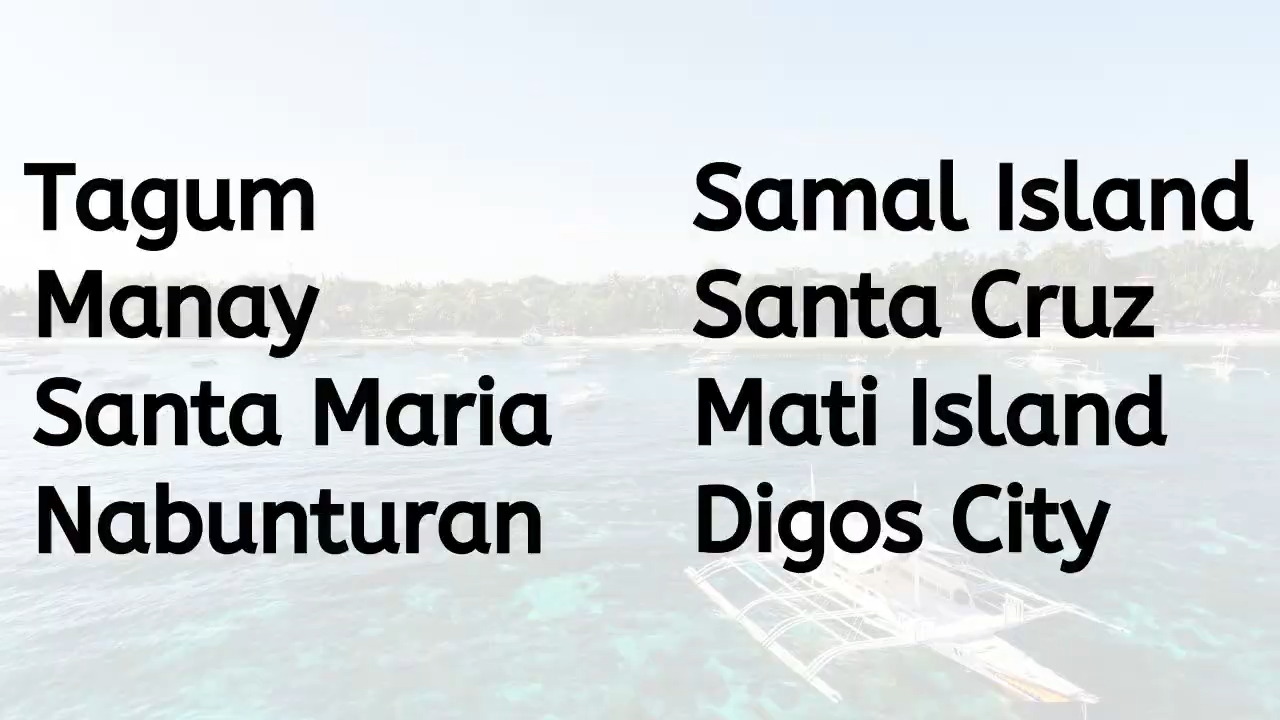 Tagum
Manay
Santa Maria
Nabunturan
Samal Island
Santa Cruz
Mati Island
Digos City